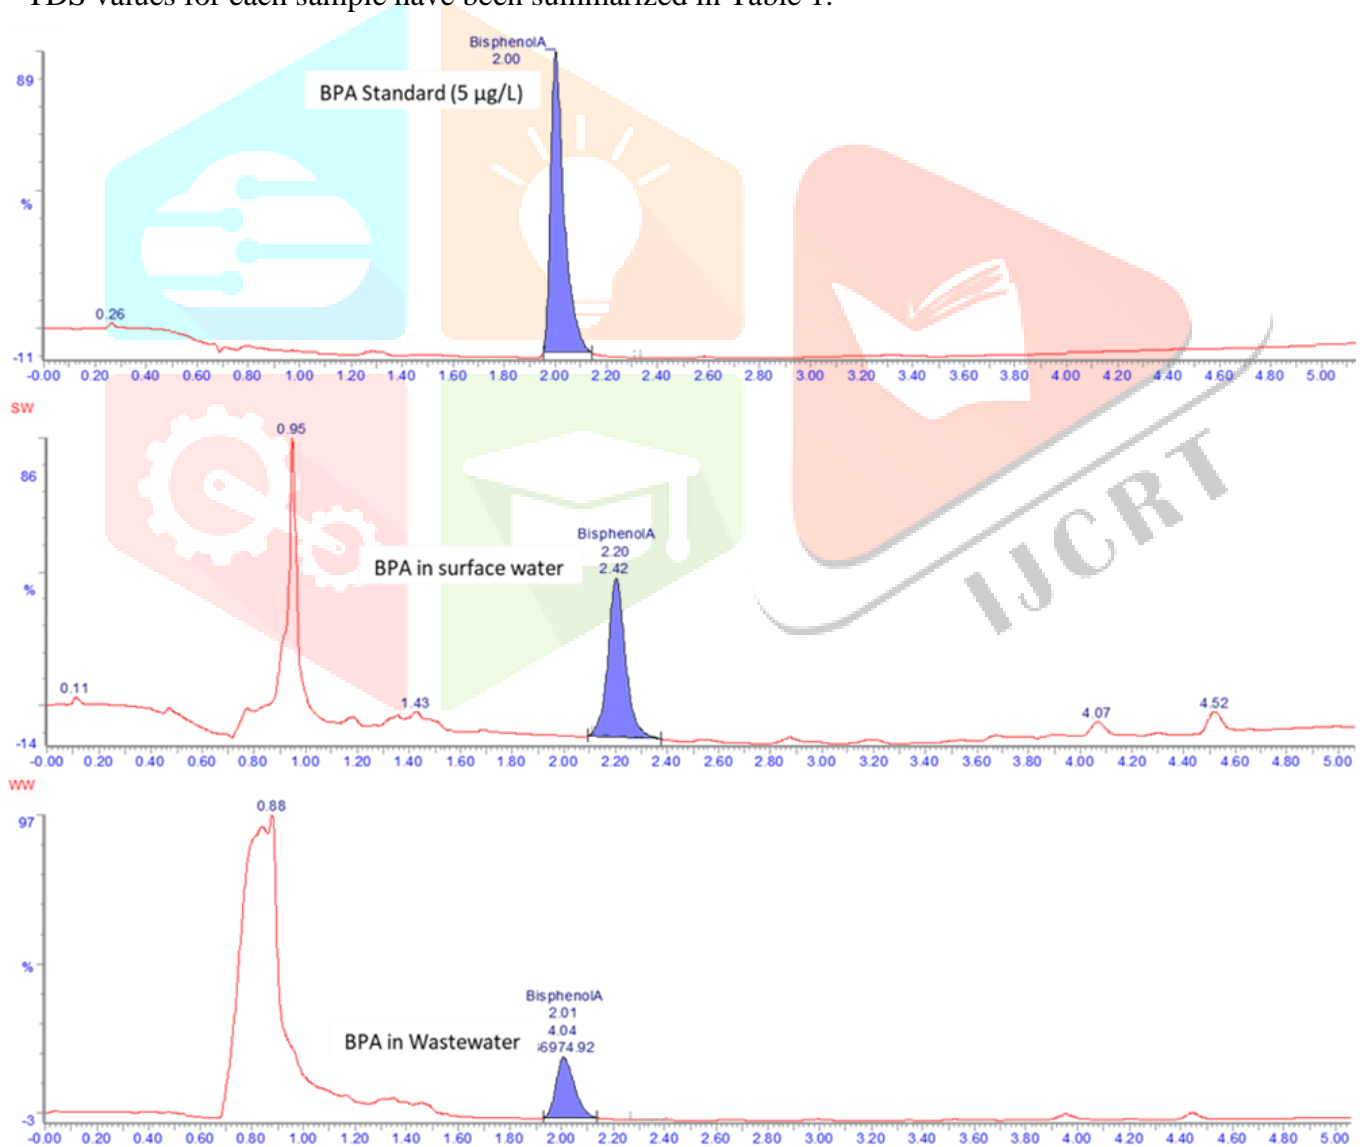 TDS values for each sample have been summarized in Table 1.
BisphenolA
2.00
89
BPA Standard (5 µg/L)
%
0.26
-11
-0.00 0.20 0.40 0.60 0.80 1.00 1.20 1.40 1.60 1.80 2.00 2.20 2.40 2.60 2.80 3.00 3.20 3.40 3.60 3.80 4.00 4.20 4.40 4.60 4.80 5.00
SW
0.95
86
BisphenolA
2.20
2.42
BPA in surface water
%
0.11
1.43
4.07
4.52
-14
-0.00 0.20 0.40 0.60 0.80 1.00 1.20 1.40 1.60 1.80 2.00 2.20 2.40 2.60 2.80 3.00 3.20 3.40 3.60 3.80 4.00 4.20 4.40 4.60 4.80 5.00
IJCRT
WW
0.88
97
%
BisphenolA
2.01
4.04
6974.92
BPA in Wastewater
-3
-0.00 0.20 0.40 0.60 0.80 1.00 1.20 1.40 1.60 1.80 2.00 2.20 2.40 2.60 2.80 3.00 3.20 3.40 3.60 3.80 4.00 4.20 4.40 4.60 4.80 5.00